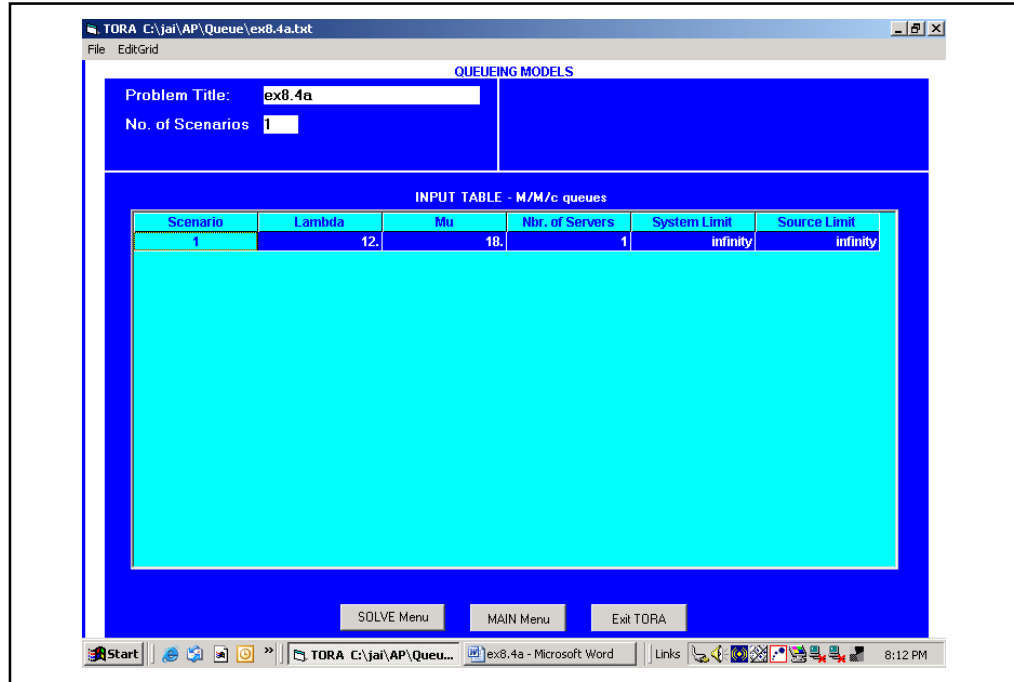 TORA C:\jai\AP\Queue\ex8.4a.txt
File EditGrid
QUEUEING MODELS
Problem Title: ex8.4a
No. of Scenarios 1
INPUT TABLE - M/M/c queues
Scenario Lambda Mu Nbr. of Servers System Limit Source Limit
1 12. 18. 1 infinity infinity
SOLVE Menu MAIN Menu Exit TORA
Start » TORA C:\jai\AP\Queu... ex8.4a - Microsoft Word Links 8:12 PM